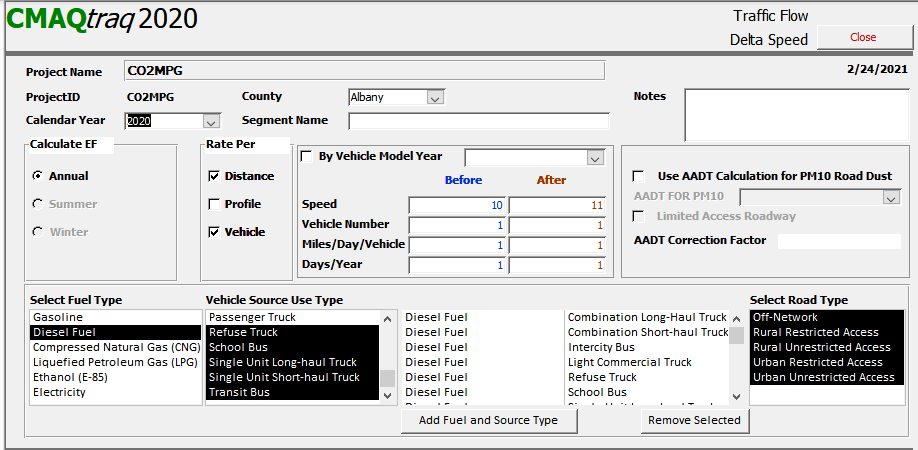 CMAQtraq 2020
Traffic Flow
Delta Speed
Close
Project Name CO2MPG 2/24/2021
ProjectID CO2MPG County Albany Notes
Calendar Year 2020 Segment Name
Calculate EF
Annual
Summer
Winter
Rate Per
Distance
Profile
Vehicle
By Vehicle Model Year
Before After
Speed 10 11
Vehicle Number 1 1
Miles/Day/Vehicle 1 1
Days/Year 1 1
Use AADT Calculation for PM10 Road Dust
AADT FOR PM10
Limited Access Roadway
AADT Correction Factor
Select Fuel Type
Gasoline
Diesel Fuel
Compressed Natural Gas (CNG)
Liquefied Petroleum Gas (LPG)
Ethanol (E-85)
Electricity
Vehicle Source Use Type
Passenger Truck
Refuse Truck
School Bus
Single Unit Long-haul Truck
Single Unit Short-haul Truck
Transit Bus
Diesel Fuel Combination Long-Haul Truck
Diesel Fuel Combination Short-haul Truck
Diesel Fuel Intercity Bus
Diesel Fuel Light Commercial Truck
Diesel Fuel Refuse Truck
Diesel Fuel School Bus
Select Road Type
Off-Network
Rural Restricted Access
Rural Unrestricted Access
Urban Restricted Access
Urban Unrestricted Access
Add Fuel and Source Type
Remove Selected